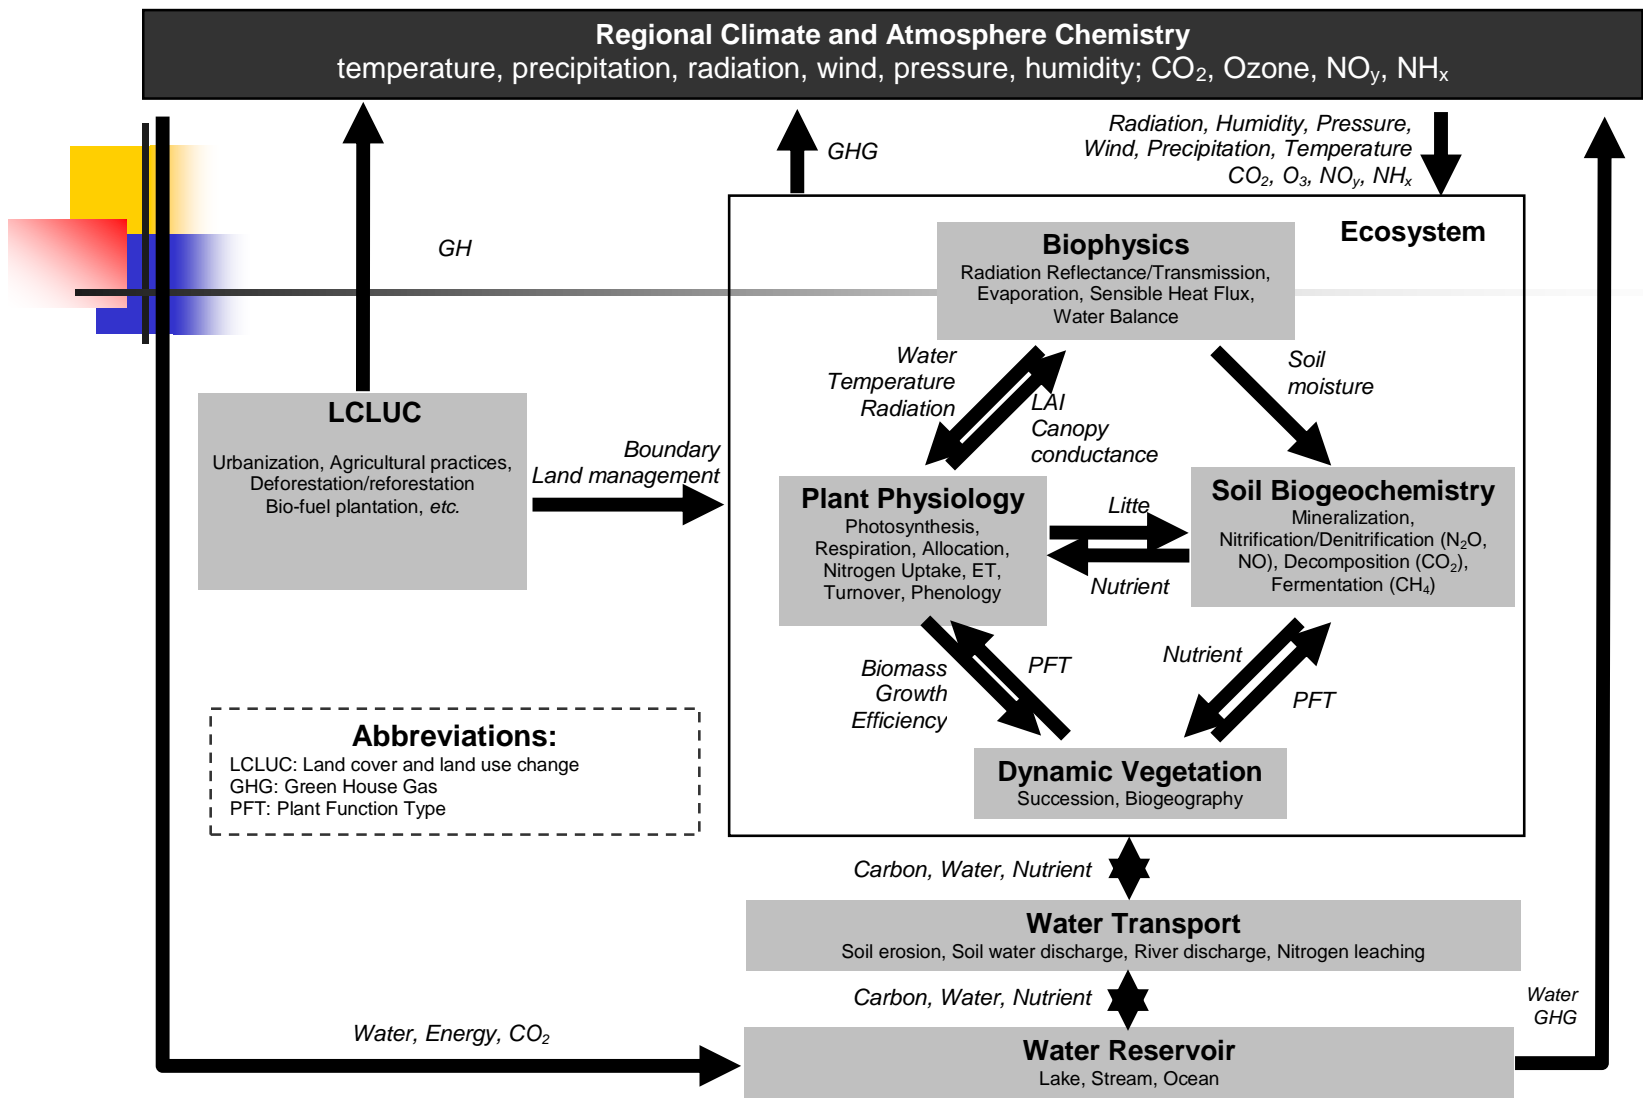 Regional Climate and Atmosphere Chemistry
temperature, precipitation, radiation, wind, pressure, humidity; CO₂, Ozone, NOy, NHₓ
Radiation, Humidity, Pressure,
Wind, Precipitation, Temperature
CO₂, O₃, NOy, NHₓ
GHG
GH
Ecosystem
Biophysics
Radiation Reflectance/Transmission,
Evaporation, Sensible Heat Flux,
Water Balance
Water
Temperature
Radiation
LAI
Canopy
conductance
Soil
moisture
LCLUC
Urbanization, Agricultural practices,
Deforestation/reforestation
Bio-fuel plantation, etc.
Boundary
Land management
Plant Physiology
Photosynthesis,
Respiration, Allocation,
Nitrogen Uptake, ET,
Turnover, Phenology
Litte
Nutrient
Soil Biogeochemistry
Mineralization,
Nitrification/Denitrification (N₂O,
NO), Decomposition (CO₂),
Fermentation (CH₄)
Biomass
Growth
Efficiency
PFT
Nutrient
PFT
Dynamic Vegetation
Succession, Biogeography
Abbreviations:
LCLUC: Land cover and land use change
GHG: Green House Gas
PFT: Plant Function Type
Carbon, Water, Nutrient
Water Transport
Soil erosion, Soil water discharge, River discharge, Nitrogen leaching
Carbon, Water, Nutrient
Water, Energy, CO₂
Water
GHG
Water Reservoir
Lake, Stream, Ocean